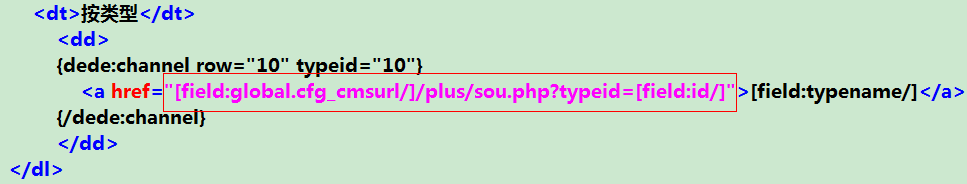 <dt>按类型</dt>
<dd>
{dede:channel row="10" typeid="10"}
<a href="[field:global.cfg_cmsurl/]/plus/sou.php?typeid=[field:id/]">[field:typename/]</a>
{/dede:channel}
</dd>
</dl>